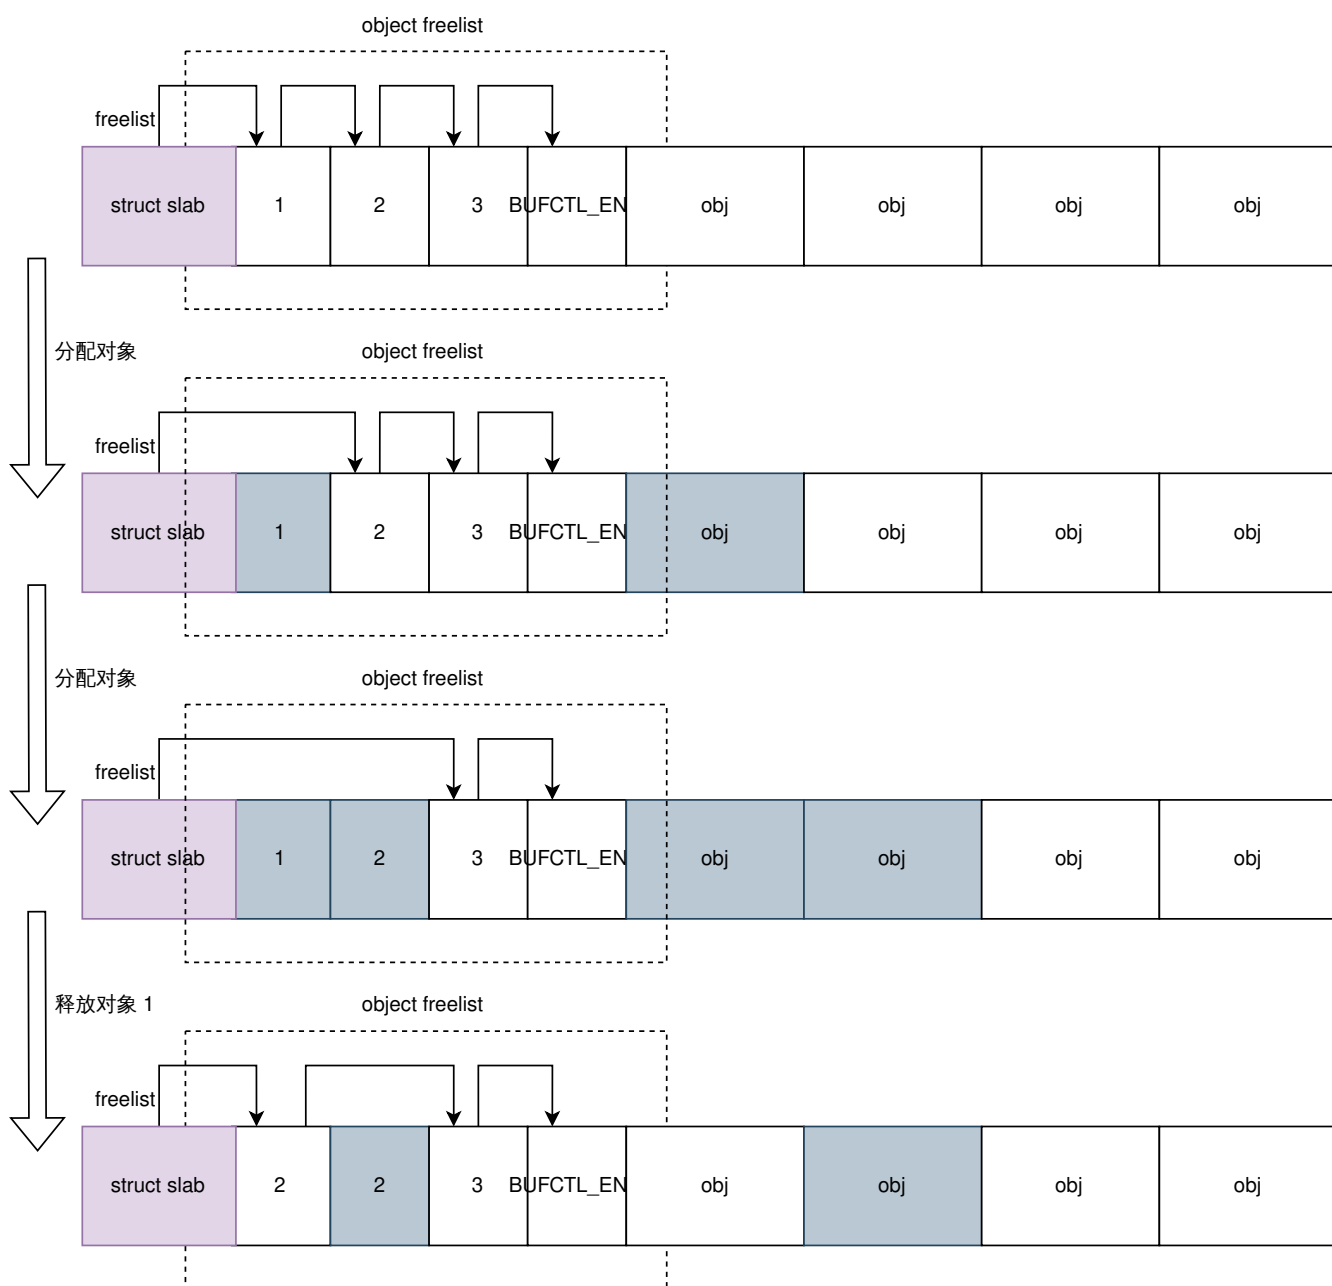 object freelist
freelist
struct slab 1 2 3 BUFCTL_EN obj obj obj obj
分配对象
object freelist
freelist
struct slab 1 2 3 BUFCTL_EN obj obj obj obj
分配对象
object freelist
freelist
struct slab 1 2 3 BUFCTL_EN obj obj obj obj
释放对象 1
object freelist
freelist
struct slab 2 2 3 BUFCTL_EN obj obj obj obj